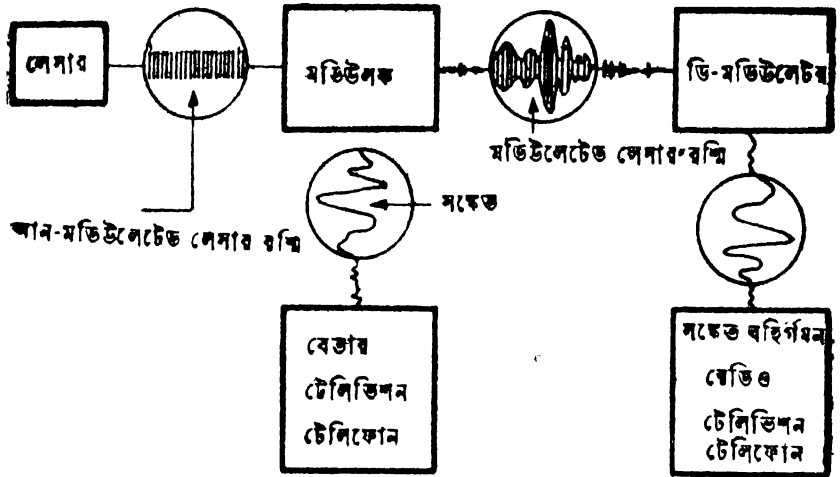 লেসার
মডিউলক
ডি-মডিউলেটর
মডিউলেটেড লেসার-রশ্মি
সঙ্কেত
আন-মডিউলেটেড লেসার রশ্মি
বেতার
টেলিভিশন
টেলিফোন
সঙ্কেত বহির্গমন
রেডিও
টেলিভিশন
টেলিফোন